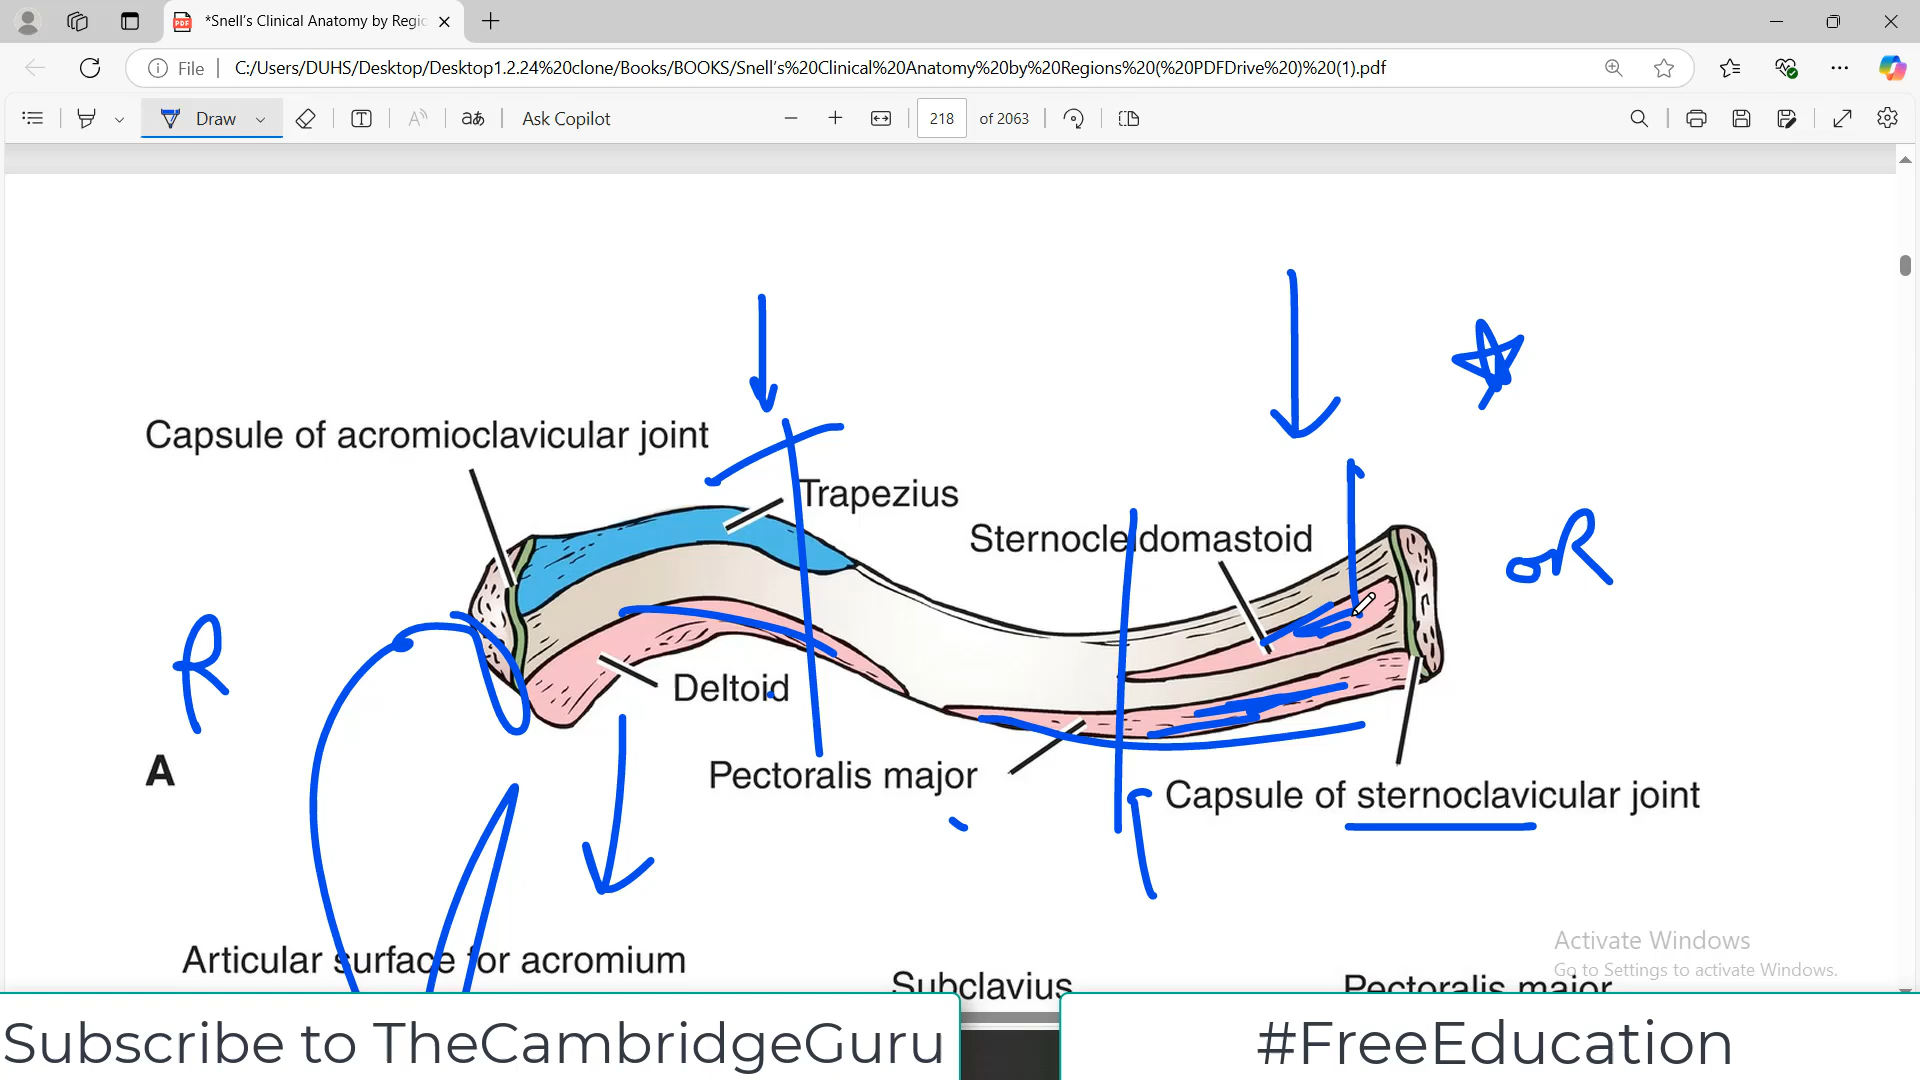 *Snell's Clinical Anatomy by Regio
File
C:/Users/DUHS/Desktop/Desktop1.2.24%20clone/Books/BOOKS/Snell's%20Clinical%20Anatomy%20by%20Regions%20(%20PDFDrive%20)%20(1).pdf
Draw
Ask Copilot
218 of 2063
Capsule of acromioclavicular joint
Trapezius
Sternocleidomastoid
oR
R
Deltoid
A
Pectoralis major
Capsule of sternoclavicular joint
Articular surface for acromium
Subclavius
Pectoralis major
Activate Windows
Go to Settings to activate Windows.
Subscribe to TheCambridgeGuru
#FreeEducation